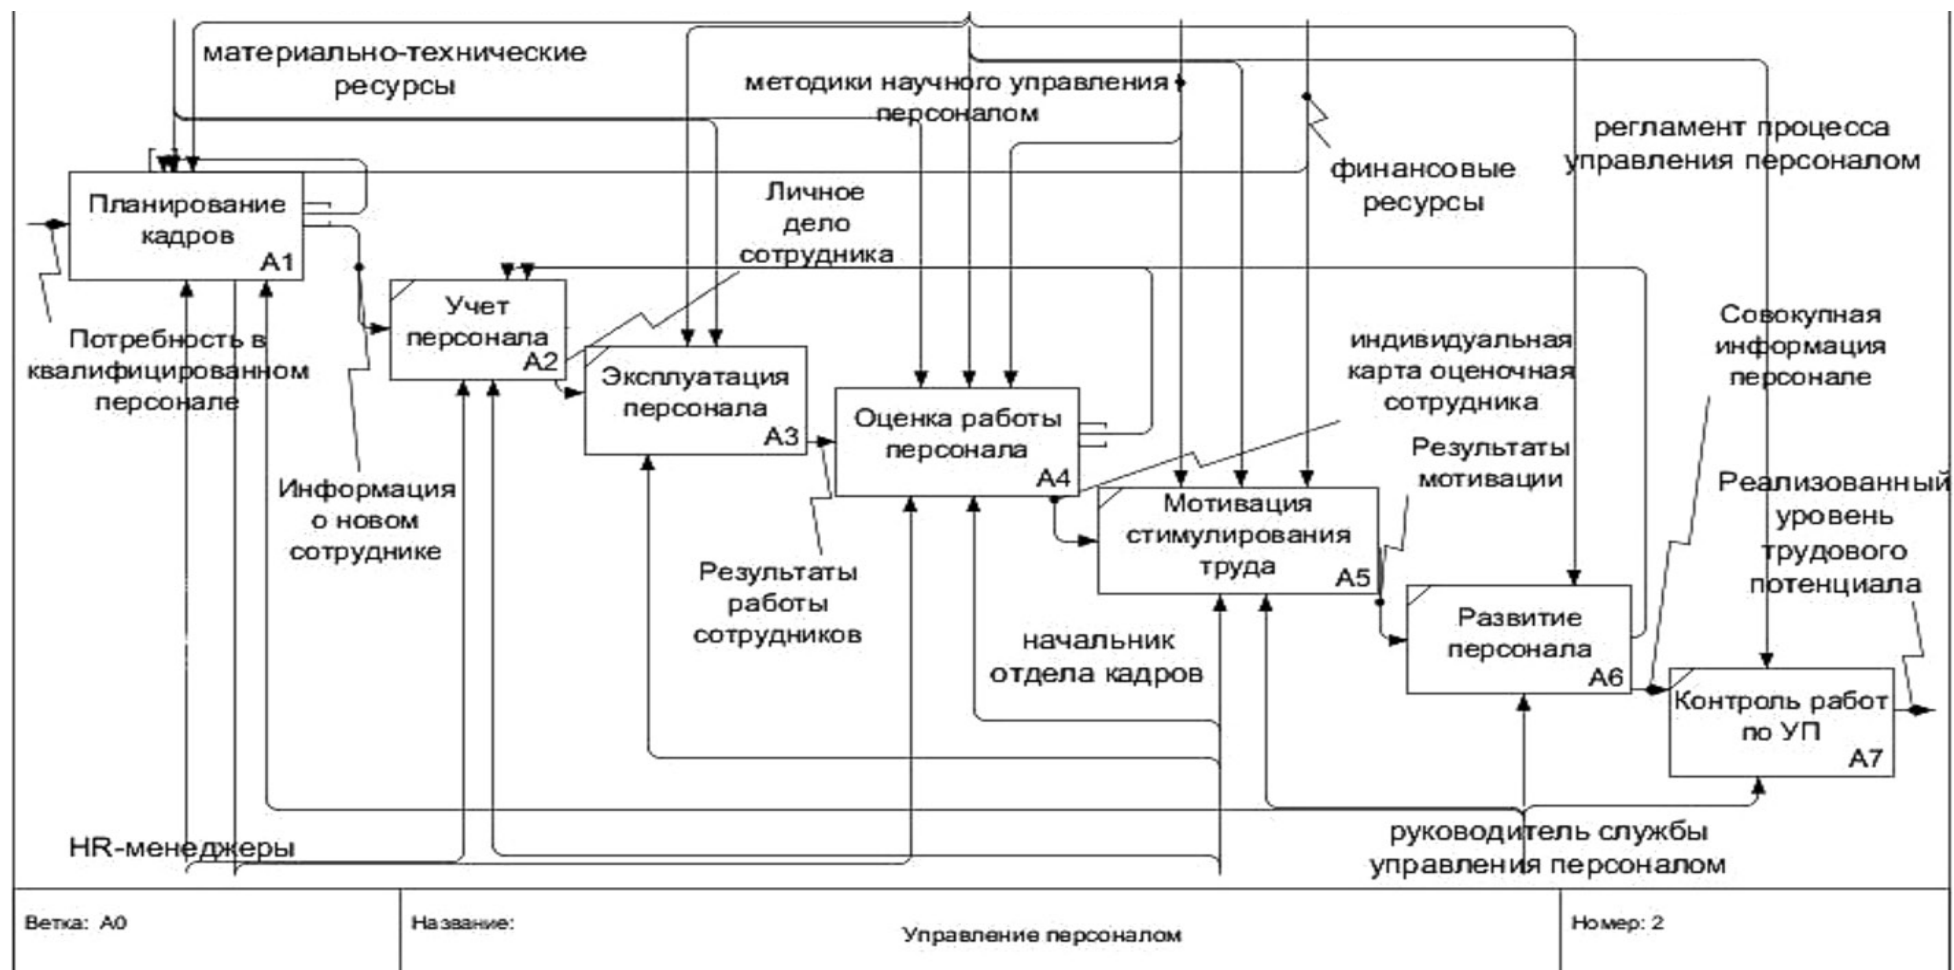 материально-технические
ресурсы
методики научного управления
персоналом
регламент процесса
управления персоналом
финансовые
ресурсы
Личное
дело
сотрудника
Планирование
кадров
A1
Учет
персонала
A2
Потребность в
квалифицированном
персонале
Эксплуатация
персонала
A3
Оценка работы
персонала
A4
индивидуальная
карта оценочная
сотрудника
Совокупная
информация
персонале
Результаты
мотивации
Информация
о новом
сотруднике
Мотивация
стимулирования
труда
A5
Реализованный
уровень
трудового
потенциала
Результаты
работы
сотрудников
начальник
отдела кадров
Развитие
персонала
A6
Контроль работ
по УП
A7
HR-менеджеры
руководитель службы
управления персоналом
Ветка: A0
Название:
Управление персоналом
Номер: 2